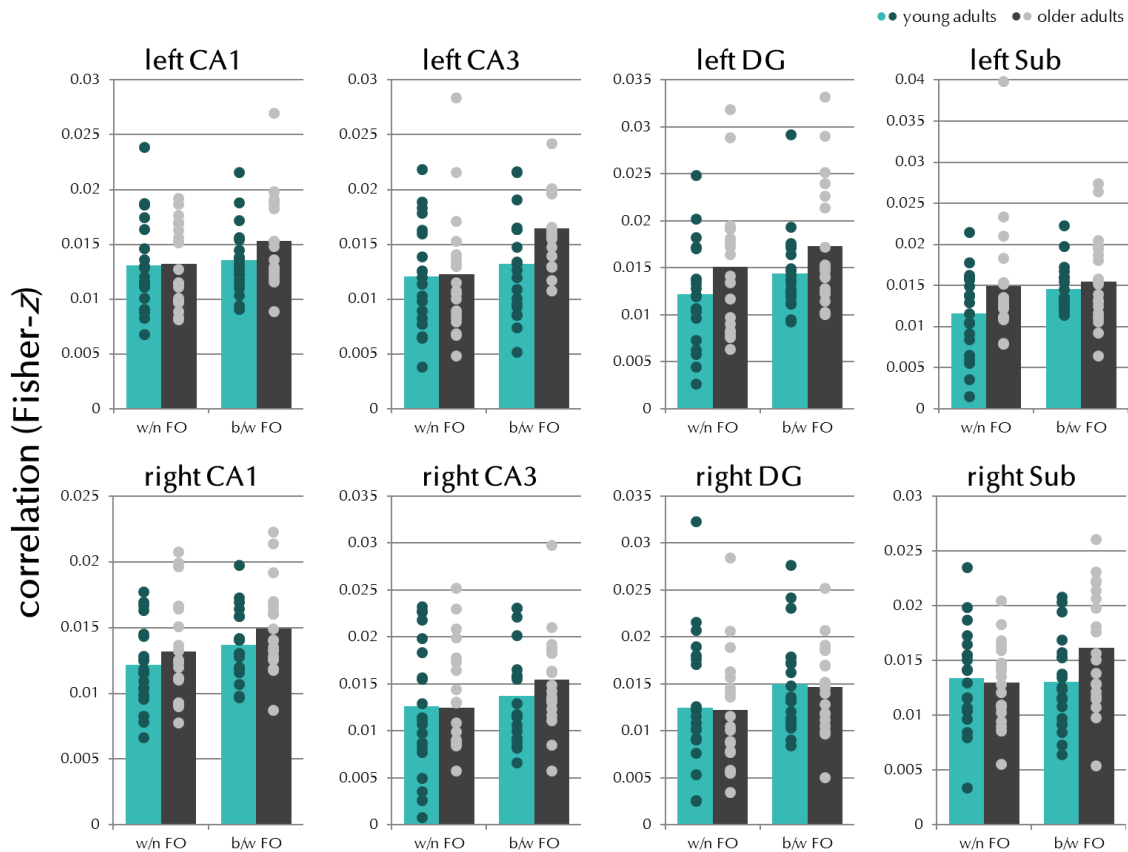 young adults older adults
left CA1 left CA3 left DG left Sub
0.03 0.03 0.035 0.04
0.025 0.025 0.03 0.035
0.02 0.02 0.025 0.03
0.015 0.015 0.02 0.04
0.01 0.01 0.015 0.02
0.005 0.005 0.01 0.015
0 0 0.005 0.01
0 0.005
0
w/n FO b/w FO w/n FO b/w FO w/n FO b/w FO w/n FO b/w FO
correlation (Fisher-z)
right CA1 right CA3 right DG right Sub
0.025 0.035 0.035 0.03
0.02 0.03 0.03 0.025
0.015 0.025 0.025 0.02
0.01 0.02 0.02 0.015
0.005 0.015 0.015 0.01
0 0.01 0.01 0.005
0.005 0.005 0
0 0
w/n FO b/w FO w/n FO b/w FO w/n FO b/w FO w/n FO b/w FO